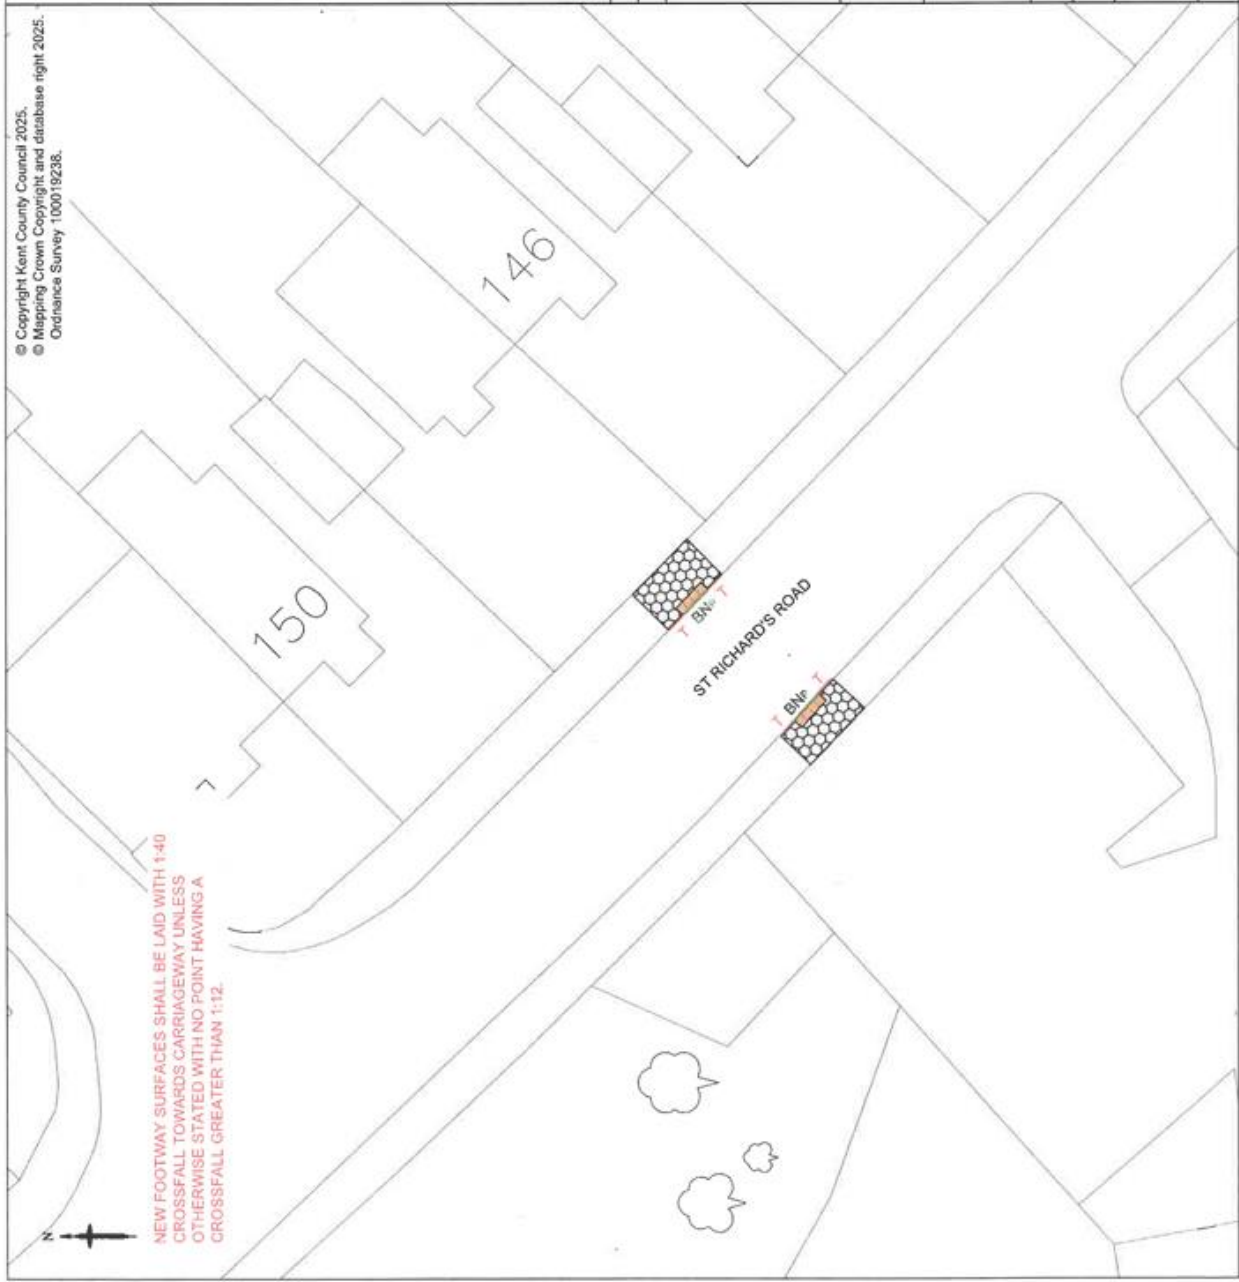 © Copyright Kent County Council 2025.
© Mapping Crown Copyright and database right 2025.
Ordnance Survey 100019238.
146
150
T
BN
T
ST RICHARD'S ROAD
T
BN
T
NEW FOOTWAY SURFACES SHALL BE LAID WITH 1:40
CROSSFALL TOWARDS CARRIAGEWAY UNLESS
OTHERWISE STATED WITH NO POINT HAVING A
CROSSFALL GREATER THAN 1:12.
N